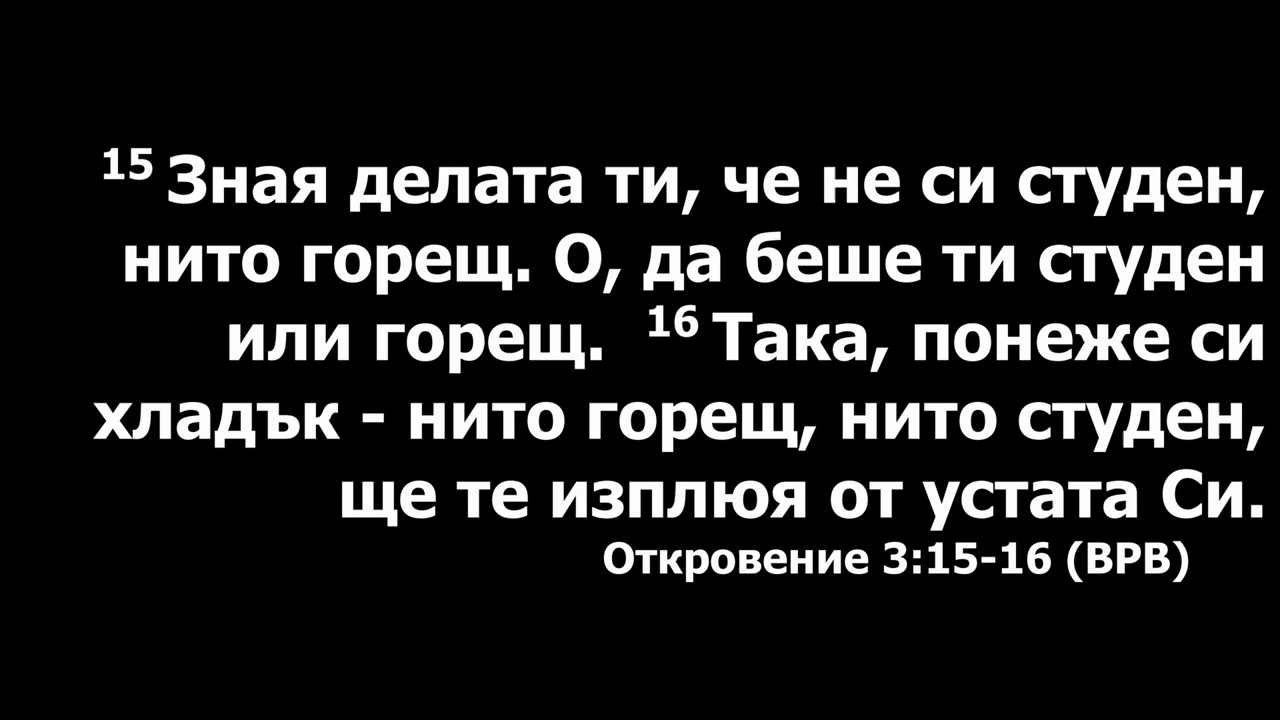 15 Зная делата ти, че не си студен,
нито горещ. О, да беше ти студен
или горещ. 16 Така, понеже си
хладък - нито горещ, нито студен,
ще те изплюя от устата Си.
Откровение 3:15-16 (ВРВ)